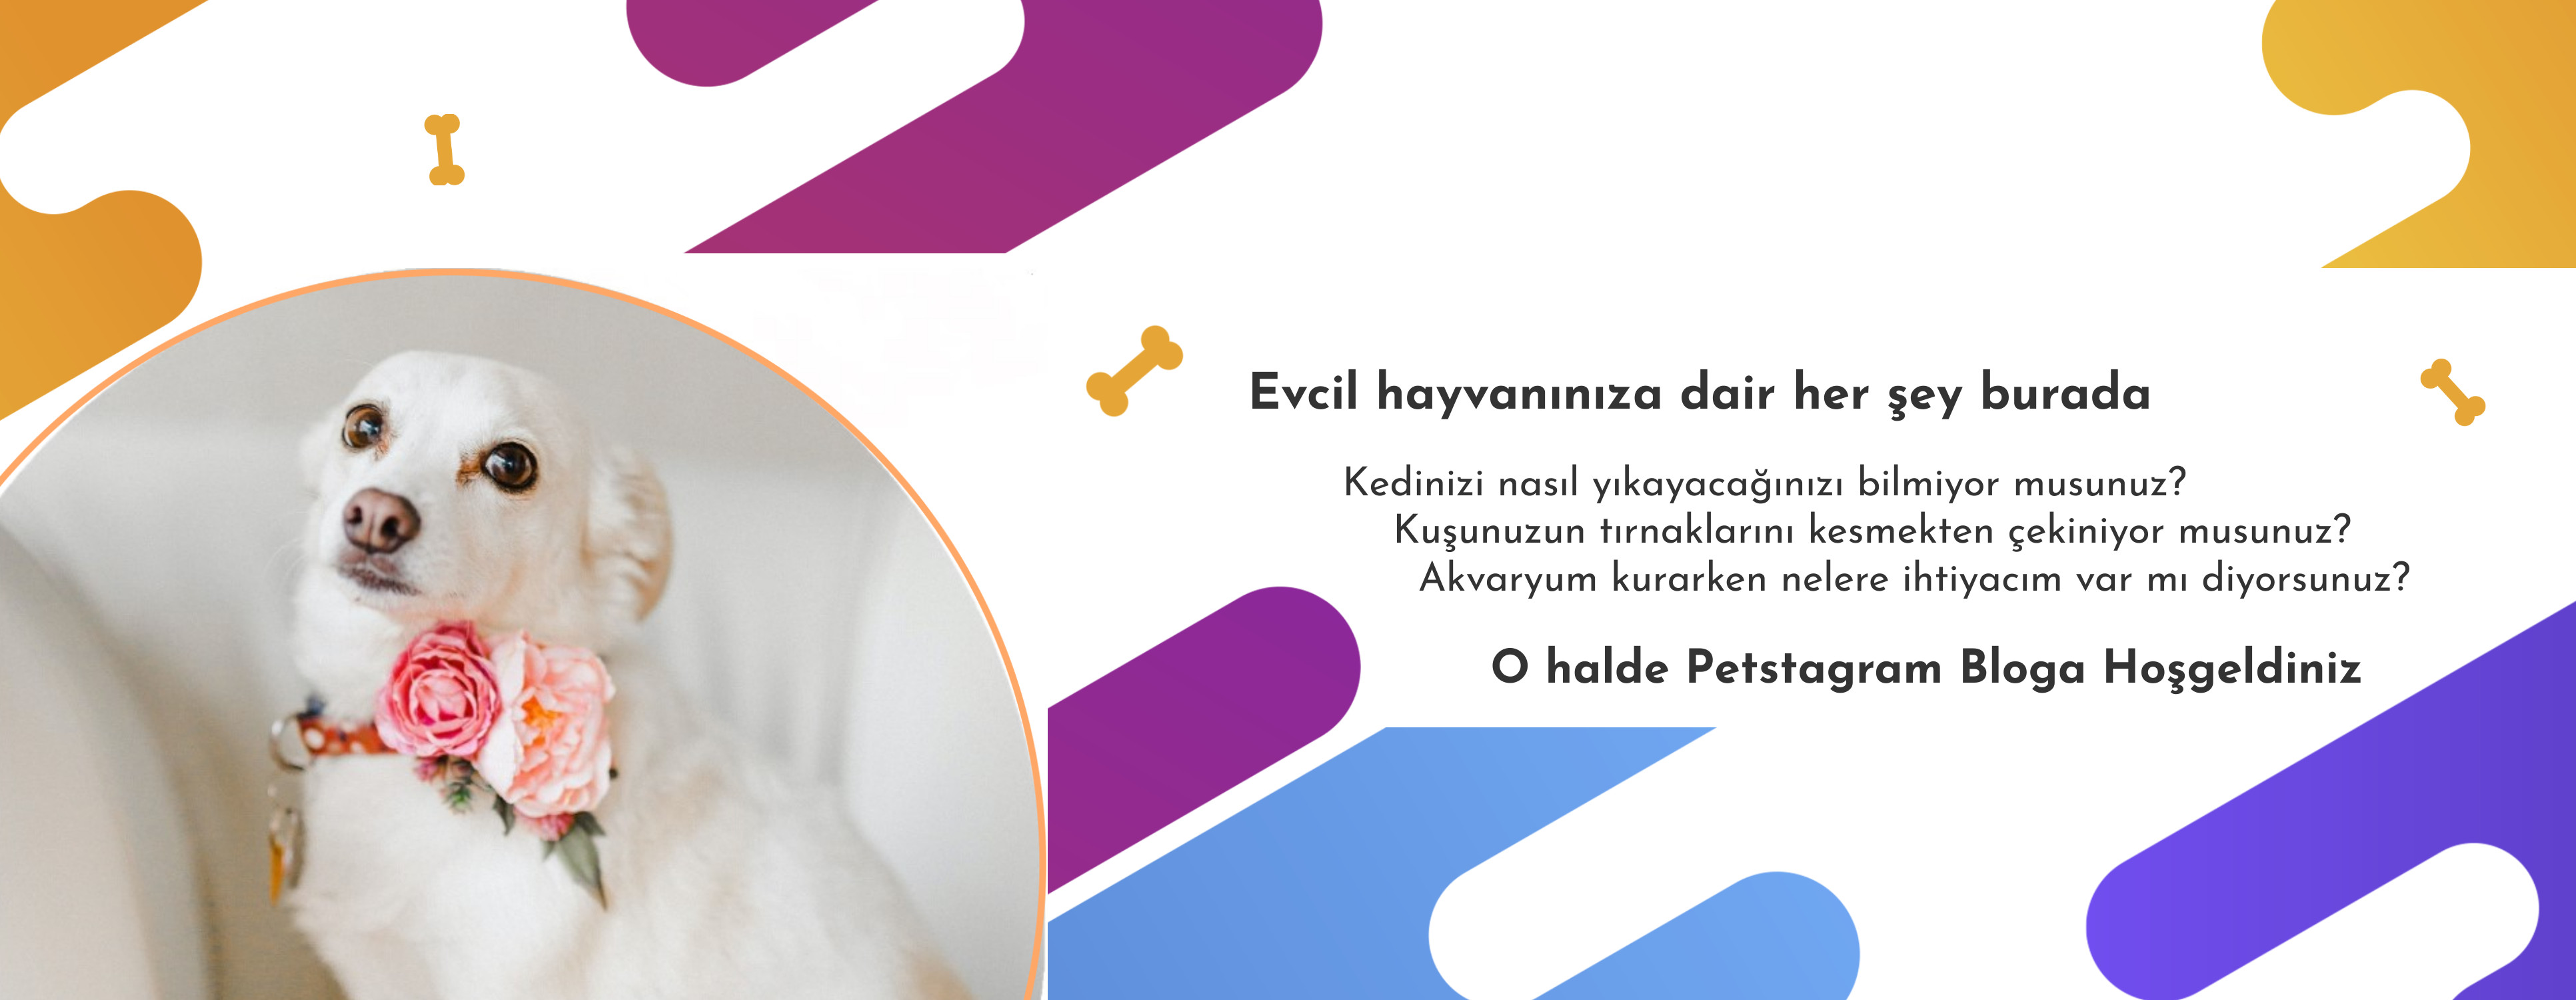 Evcil hayvanınıza dair her şey burada
Kedinizi nasıl yıkayacağınızı bilmiyor musunuz?
Kuşunuzun tırnaklarını kesmekten çekiniyor musunuz?
Akvaryum kurarken nelere ihtiyacım var mı diyorsunuz?
O halde Petstagram Bloga Hoşgeldiniz